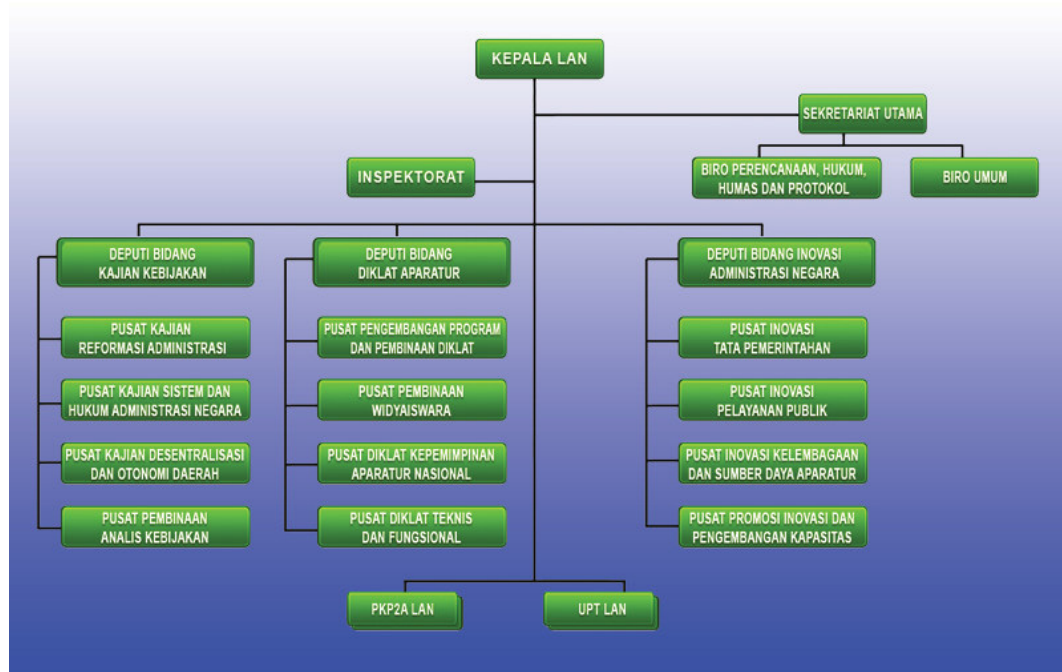 KEPALA LAN
SEKRETARIAT UTAMA
INSPEKTORAT
BIRO PERENCANAAN, HUKUM,
HUMAS DAN PROTOKOL
BIRO UMUM
DEPUTI BIDANG
KAJIAN KEBIJAKAN
PUSAT KAJIAN
REFORMASI ADMINISTRASI
PUSAT KAJIAN SISTEM DAN
HUKUM ADMINISTRASI NEGARA
PUSAT KAJIAN DESENTRALISASI
DAN OTONOMI DAERAH
PUSAT PEMBINAAN
ANALIS KEBIJAKAN
DEPUTI BIDANG
DIKLAT APARATUR
PUSAT PENGEMBANGAN PROGRAM
DAN PEMBINAAN DIKLAT
PUSAT PEMBINAAN
WIDYAISWARA
PUSAT DIKLAT KEPEMIMPINAN
APARATUR NASIONAL
PUSAT DIKLAT TEKNIS
DAN FUNGSIONAL
DEPUTI BIDANG INOVASI
ADMINISTRASI NEGARA
PUSAT INOVASI
TATA PEMERINTAHAN
PUSAT INOVASI
PELAYANAN PUBLIK
PUSAT INOVASI KELEMBAGAAN
DAN SUMBER DAYA APARATUR
PUSAT PROMOSI INOVASI DAN
PENGEMBANGAN KAPASITAS
PKP2A LAN
UPT LAN